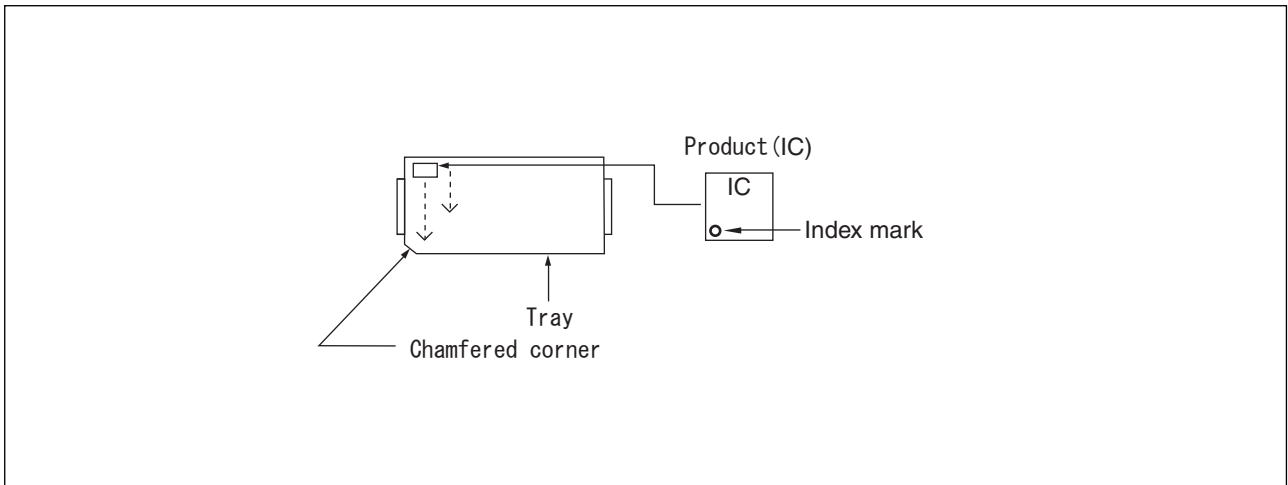 Product(IC)
IC
Index mark
Tray
Chamfered corner